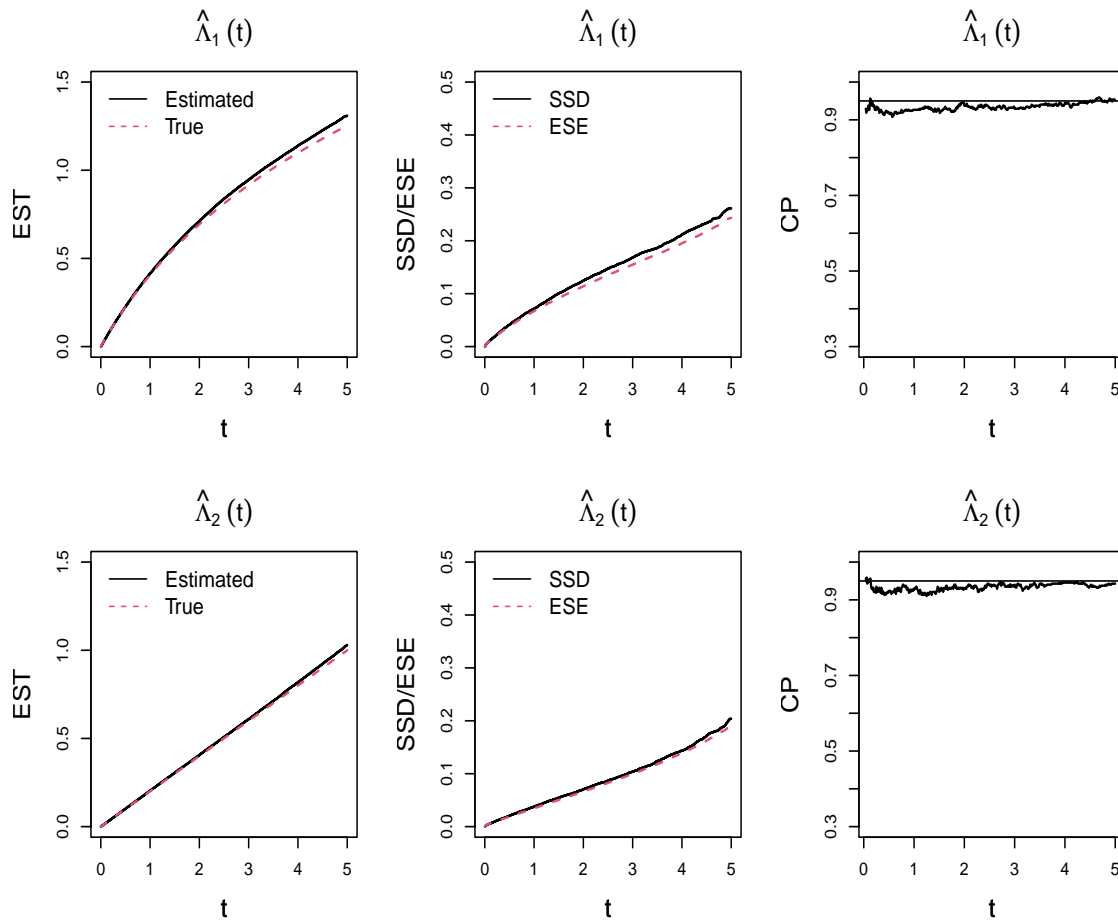 Λ̂₁ (t)
EST
1.5
1.0
0.5
0.0
Estimated
True
0 1 2 3 4 5
t
Λ̂₁ (t)
SSD/ESE
0.5
0.4
0.3
0.2
0.1
0.0
SSD
ESE
0 1 2 3 4 5
t
Λ̂₁ (t)
CP
0.9
0.7
0.5
0.3
0 1 2 3 4 5
t
Λ̂₂ (t)
EST
1.5
1.0
0.5
0.0
Estimated
True
0 1 2 3 4 5
t
Λ̂₂ (t)
SSD/ESE
0.5
0.4
0.3
0.2
0.1
0.0
SSD
ESE
0 1 2 3 4 5
t
Λ̂₂ (t)
CP
0.9
0.7
0.5
0.3
0 1 2 3 4 5
t